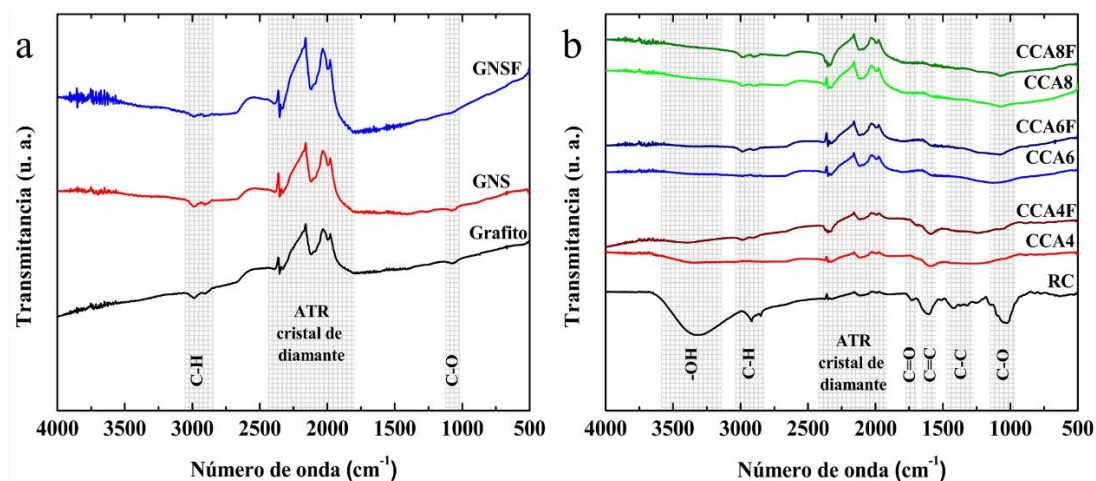 a
GNSF
GNS
Grafito
ATR
cristal de
diamante
C-H
C-O
Transmitancia (u. a.)
4000 3500 3000 2500 2000 1500 1000 500
Número de onda (cm⁻¹)
b
CCA8F
CCA8
CCA6F
CCA6
CCA4F
CCA4
RC
-OH
C-H
ATR
cristal de
diamante
C=O
C=C
C-C
C-O
Transmitancia (u. a.)
4000 3500 3000 2500 2000 1500 1000 500
Número de onda (cm⁻¹)